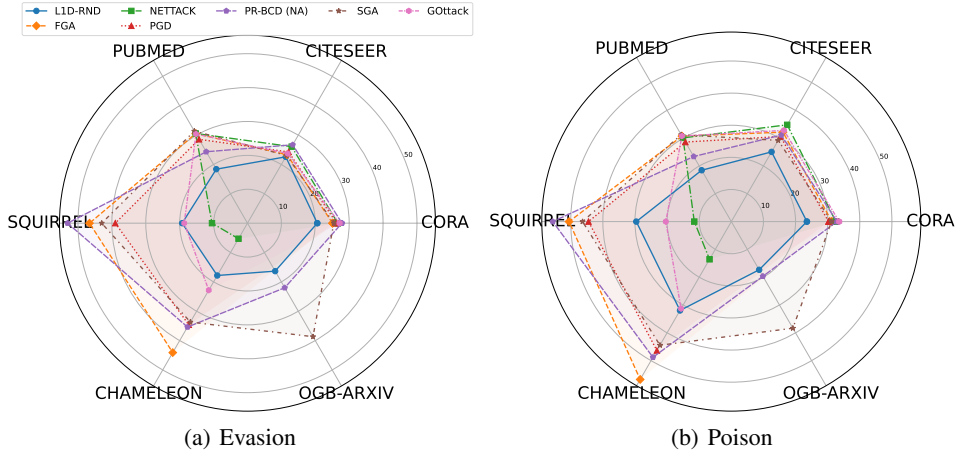 L1D-RND NETTACK PR-BCD (NA) SGA GOttack
FGA PGD
PUBMED CITESEER
SQUIRREL CORA
CHAMELEON OGB-ARXIV
10 20 30 40 50
(a) Evasion
PUBMED CITESEER
SQUIRREL CORA
CHAMELEON OGB-ARXIV
10 20 30 40 50
(b) Poison